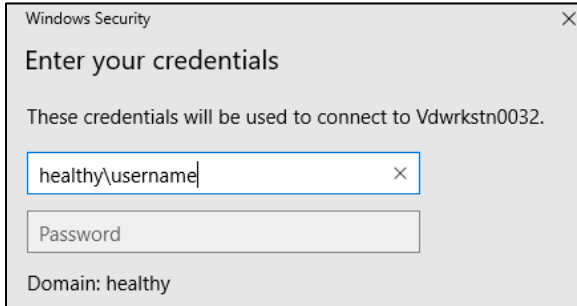 Windows Security
Enter your credentials
These credentials will be used to connect to Vdwrkstn0032.
healthy\username
Password
Domain: healthy